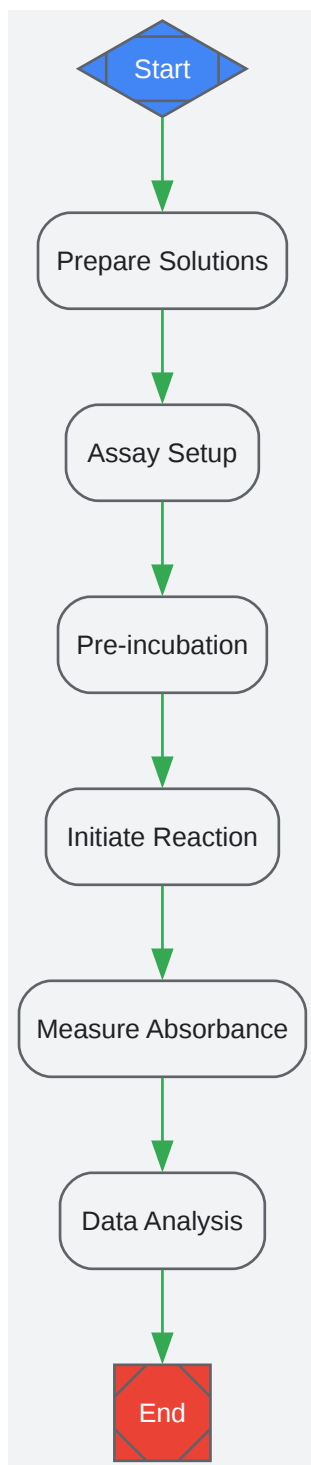 Start
Prepare Solutions
Assay Setup
Pre-incubation
Initiate Reaction
Measure Absorbance
Data Analysis
End